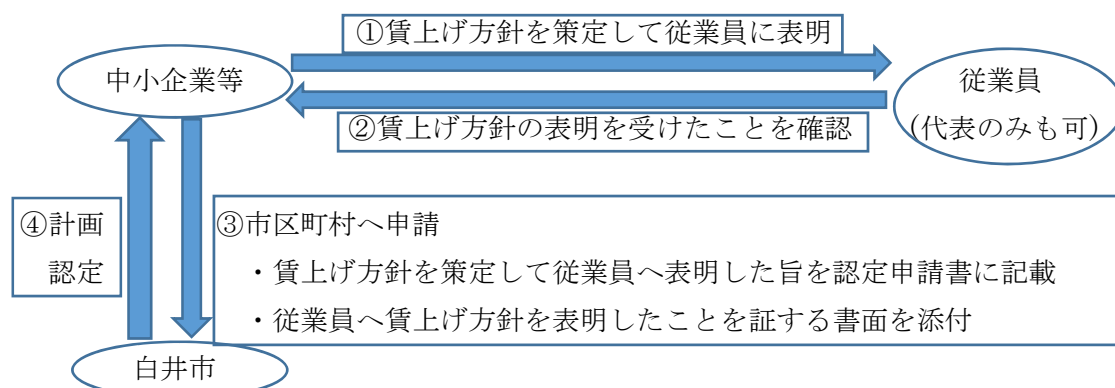 ①賃上げ方針を策定して従業員に表明
中小企業等
従業員
(代表のみも可)
②賃上げ方針の表明を受けたことを確認
④計画
認定
③市区町村へ申請
・賃上げ方針を策定して従業員へ表明した旨を認定申請書に記載
・従業員へ賃上げ方針を表明したことを証する書面を添付
白井市